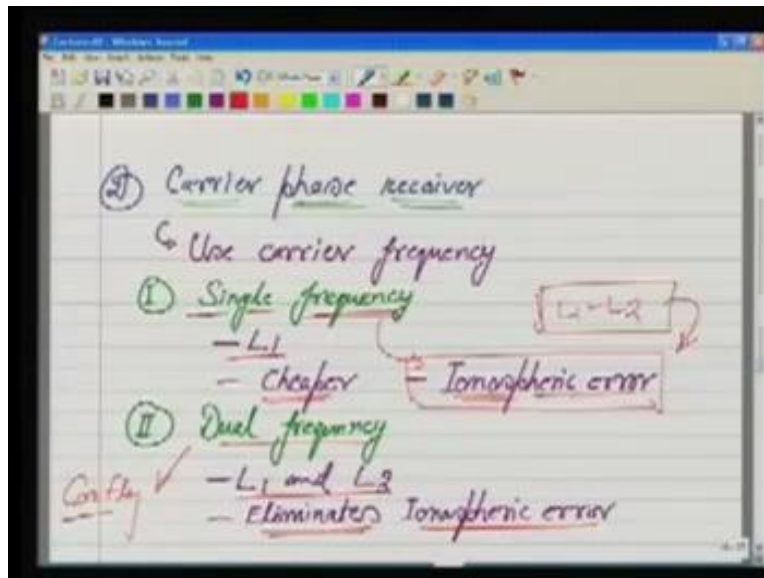 ② Carrier phase receiver
↳ Use carrier frequency
Ⓘ Single frequency
L1-L2
- L1
- Cheaper
- Ionospheric error
Ⓘⓘ Dual frequency
- L1 and L2
Costly
- Eliminates Ionospheric error